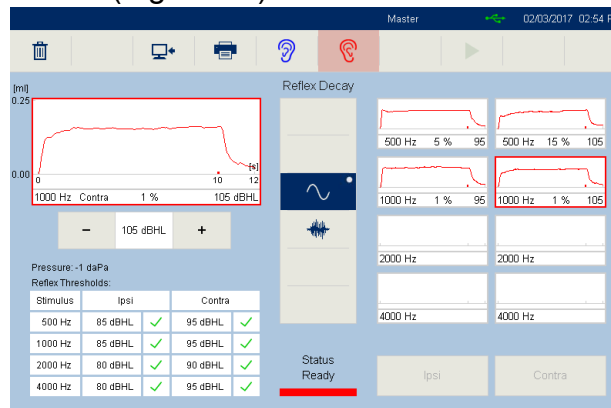 Master 02/03/2017 02:54
Reflex Decay
[ml]
0.25
0.00
0 10 12
[s]
1000 Hz Contra 1 % 105 dBHL
- 105 dBHL +
Pressure: -1 daPa
Reflex Thresholds:
Stimulus Ipsi Contra
500 Hz 85 dBHL 95 dBHL
1000 Hz 85 dBHL 95 dBHL
2000 Hz 80 dBHL 90 dBHL
4000 Hz 80 dBHL 95 dBHL
Status
Ready
500 Hz 5 % 95
500 Hz 15 % 105
1000 Hz 1 % 95
1000 Hz 1 % 105
2000 Hz
2000 Hz
4000 Hz
4000 Hz
Ipsi
Contra